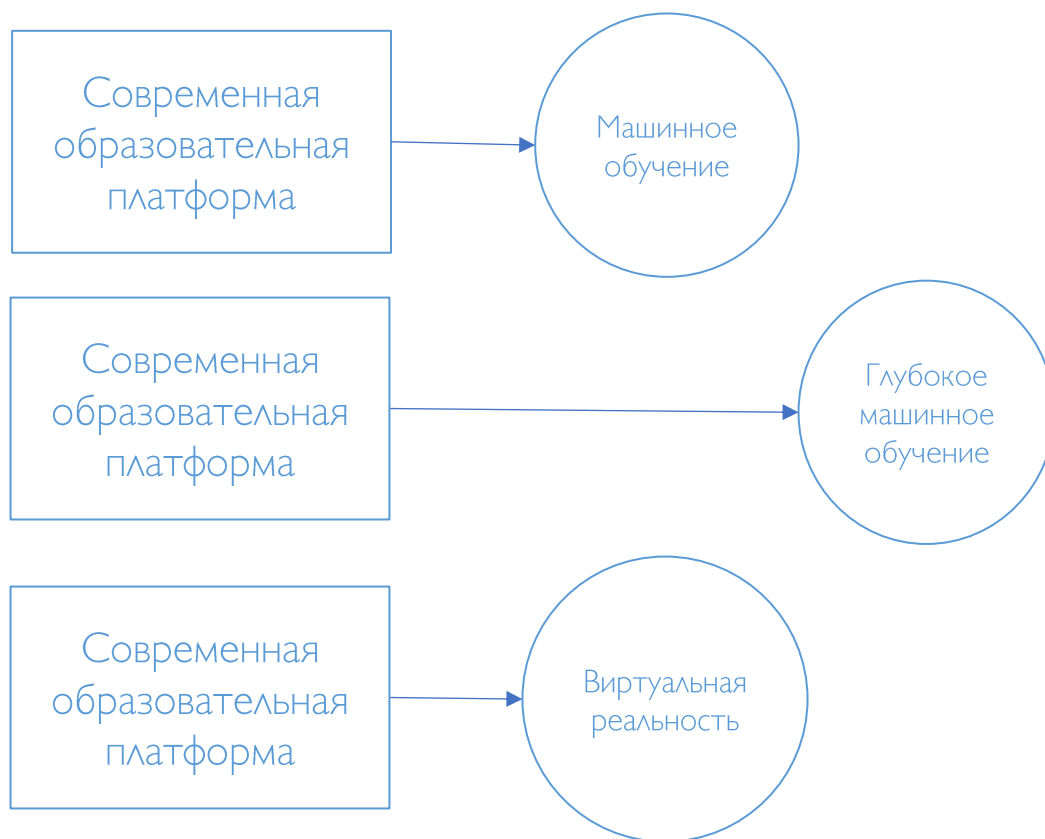 Современная
образовательная
платформа
Машинное
обучение
Современная
образовательная
платформа
Глубокое
машинное
обучение
Современная
образовательная
платформа
Виртуальная
реальность